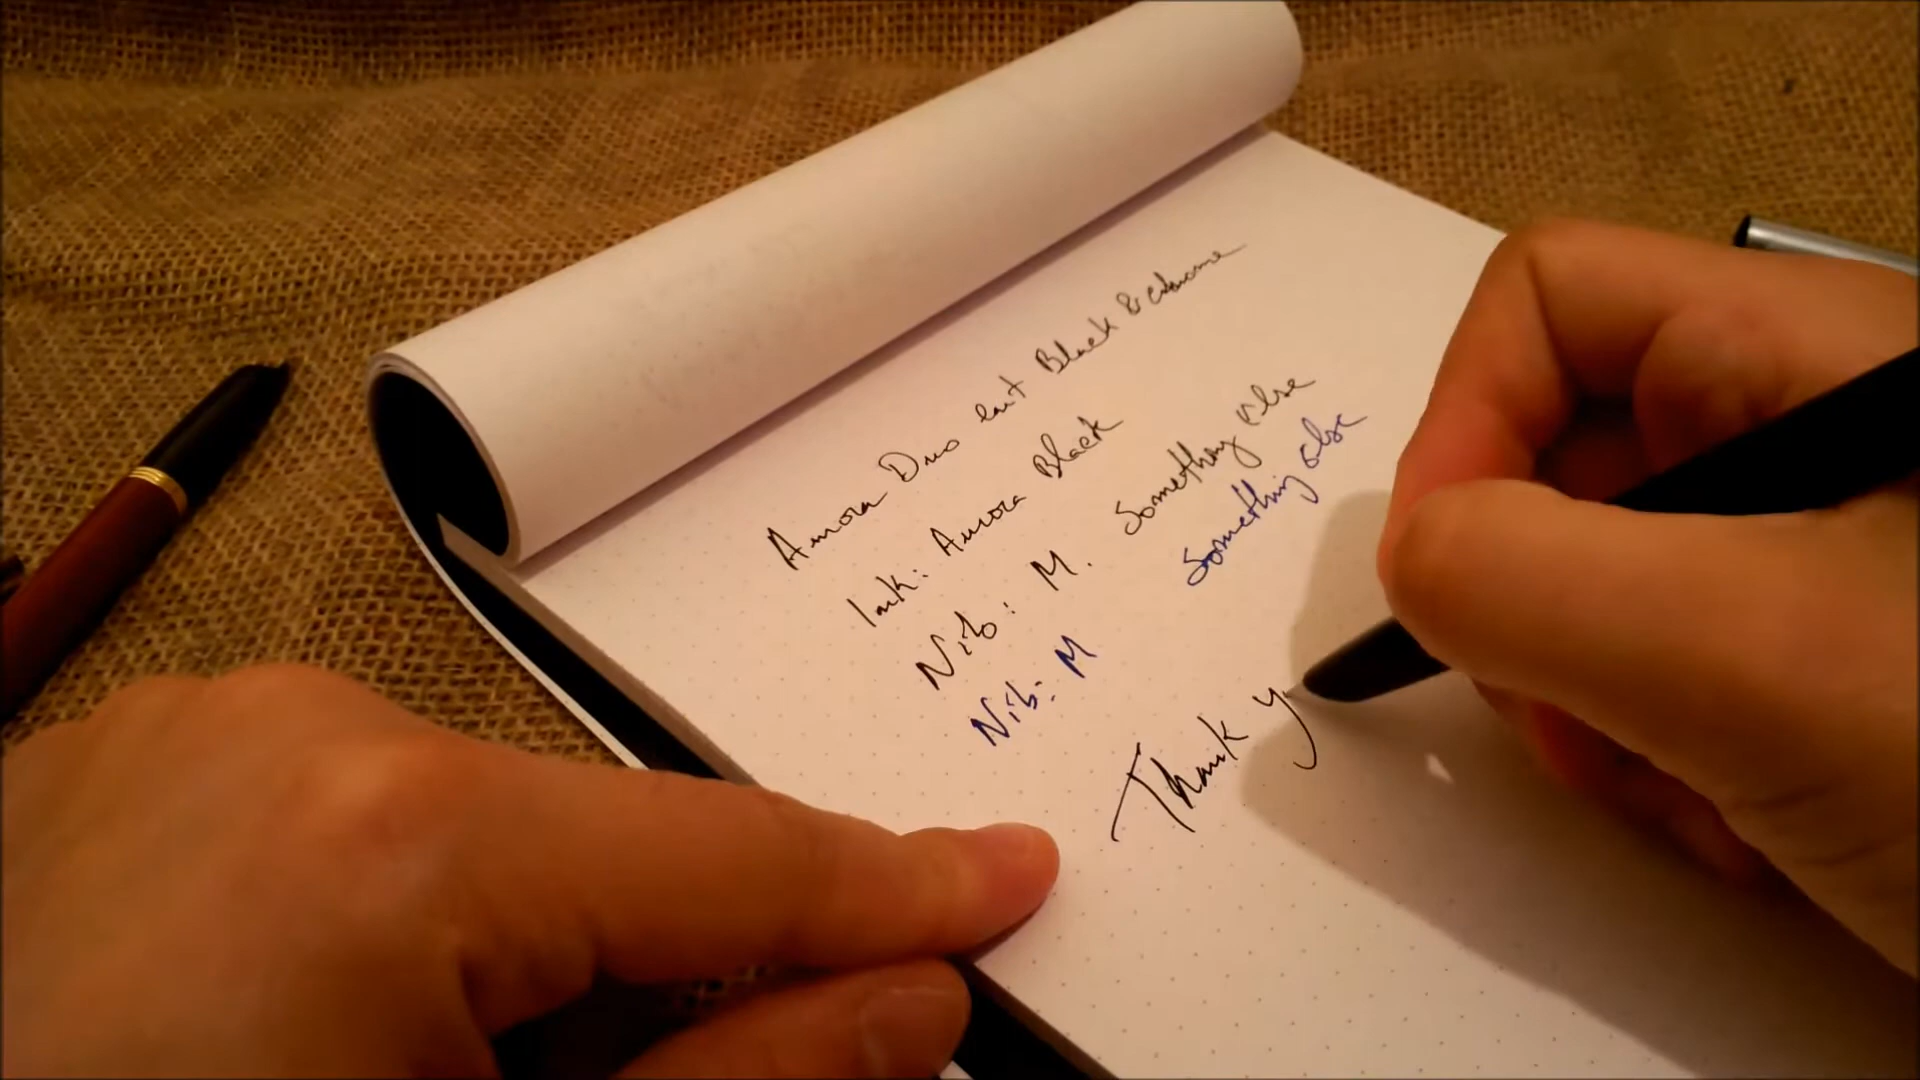 Aurora Duo Cart Black & chrome
Ink: Aurora Black
Nib: M. Something else
Nib: M Something else
Thank y